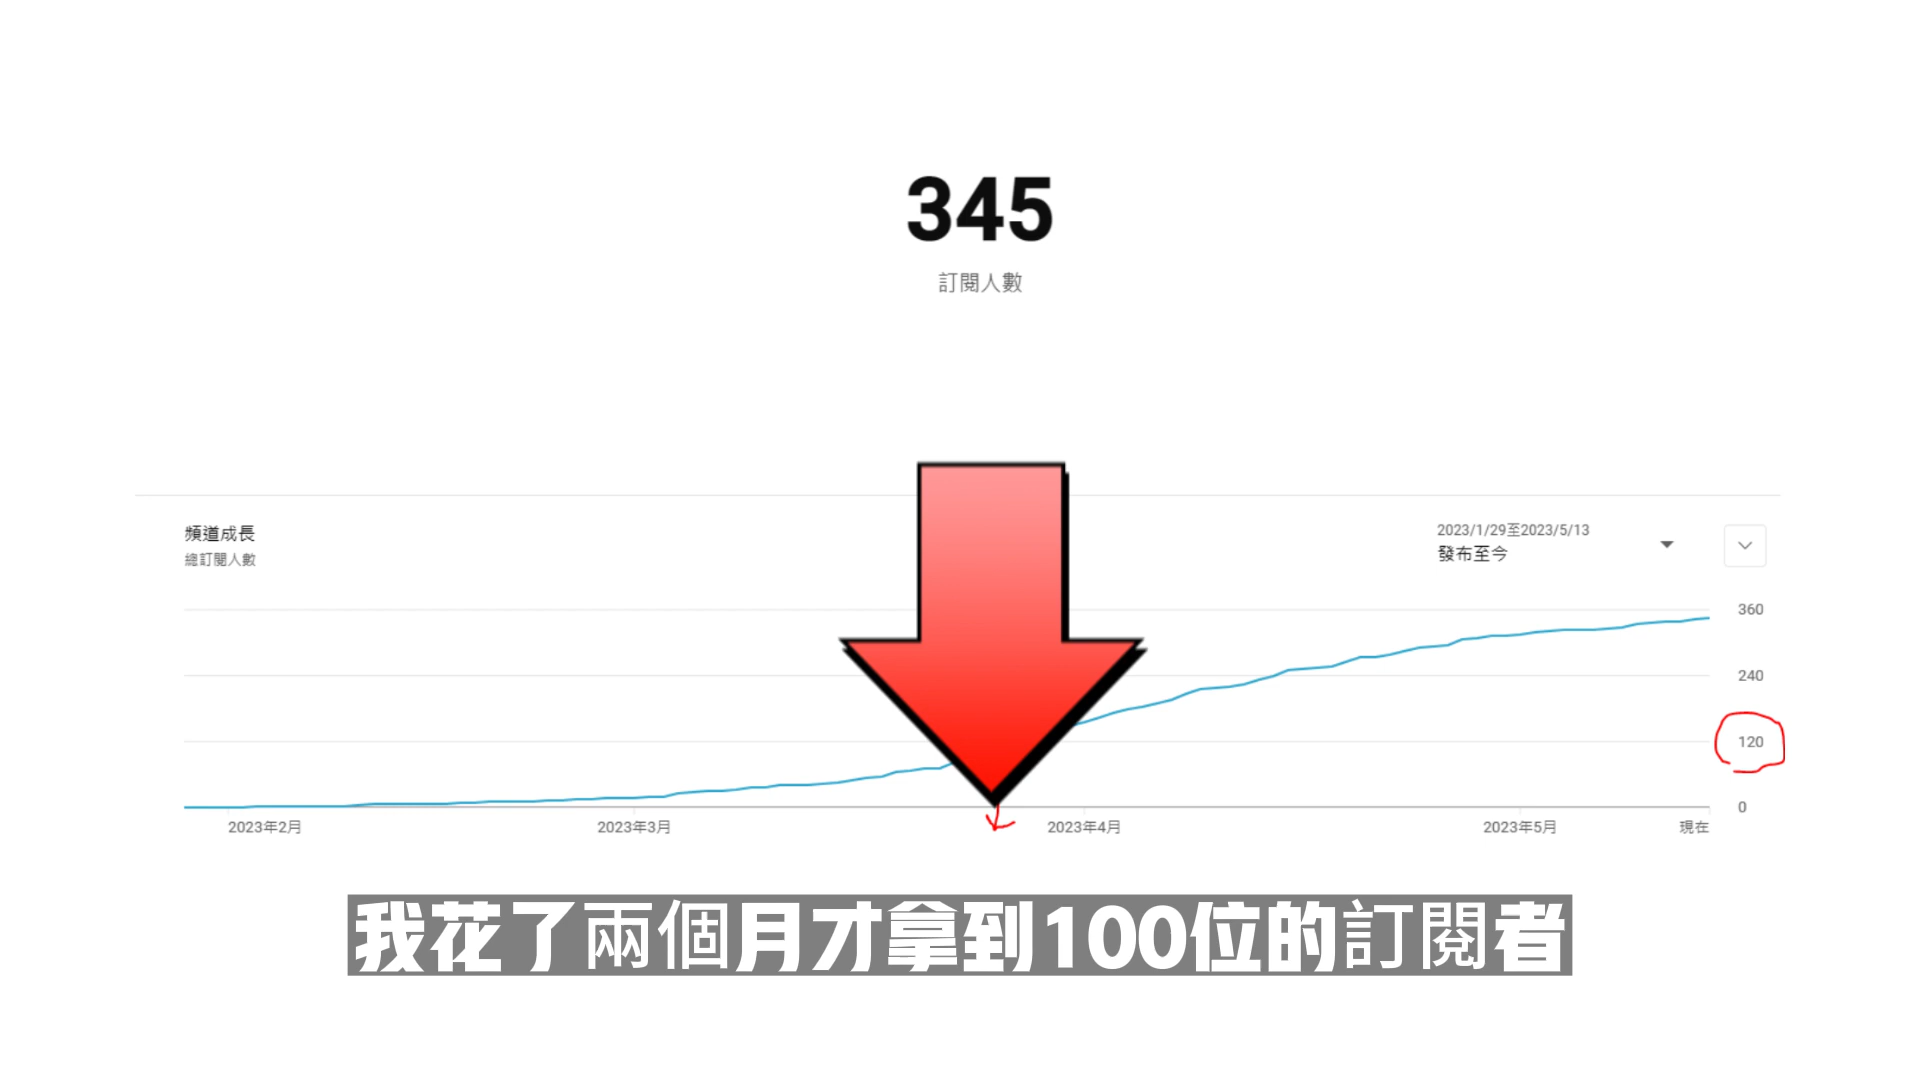 345
訂閱人數
頻道成長
總訂閱人數
2023/1/29至2023/5/13
發布至今
360
240
120
0
2023年2月
2023年3月
2023年4月
2023年5月
現在
我花了兩個月才拿到100位的訂閱者